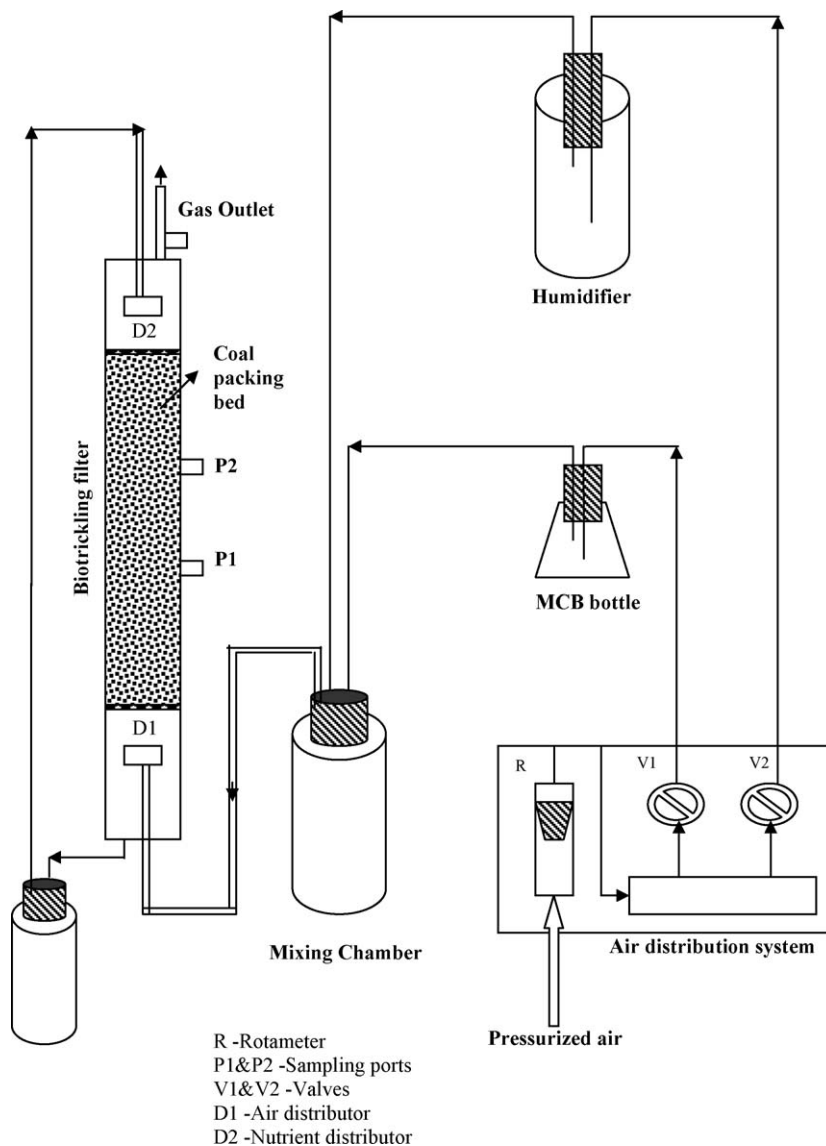 Gas Outlet
Humidifier
D2
Coal
packing
bed
P2
Biotrickling filter
P1
MCB bottle
D1
R
V1
V2
Mixing Chamber
Air distribution system
Pressurized air
R -Rotameter
P1&P2 -Sampling ports
V1&V2 -Valves
D1 -Air distributor
D2 -Nutrient distributor